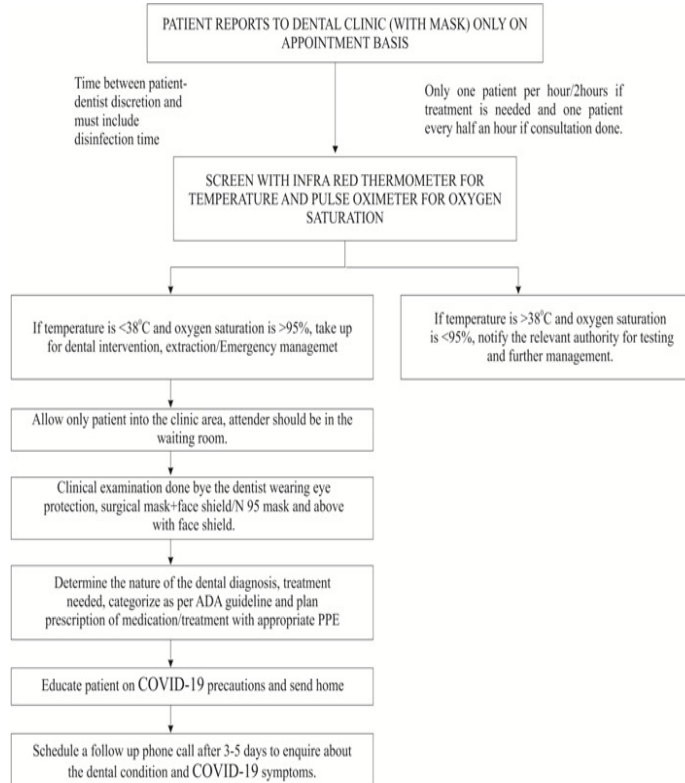 PATIENT REPORTS TO DENTAL CLINIC (WITH MASK) ONLY ON
APPOINTMENT BASIS
Time between patient-
dentist discretion and
must include
disinfection time
Only one patient per hour/2hours if
treatment is needed and one patient
every half an hour if consultation done.
SCREEN WITH INFRA RED THERMOMETER FOR
TEMPERATURE AND PULSE OXIMETER FOR OXYGEN
SATURATION
If temperature is <38°C and oxygen saturation is >95%, take up
for dental intervention, extraction/Emergency managemet
If temperature is >38°C and oxygen saturation
is <95%, notify the relevant authority for testing
and further management.
Allow only patient into the clinic area, attender should be in the
waiting room.
Clinical examination done bye the dentist wearing eye
protection, surgical mask+face shield/N 95 mask and above
with face shield.
Determine the nature of the dental diagnosis, treatment
needed, categorize as per ADA guideline and plan
prescription of medication/treatment with appropriate PPE
Educate patient on COVID-19 precautions and send home
Schedule a follow up phone call after 3-5 days to enquire about
the dental condition and COVID-19 symptoms.